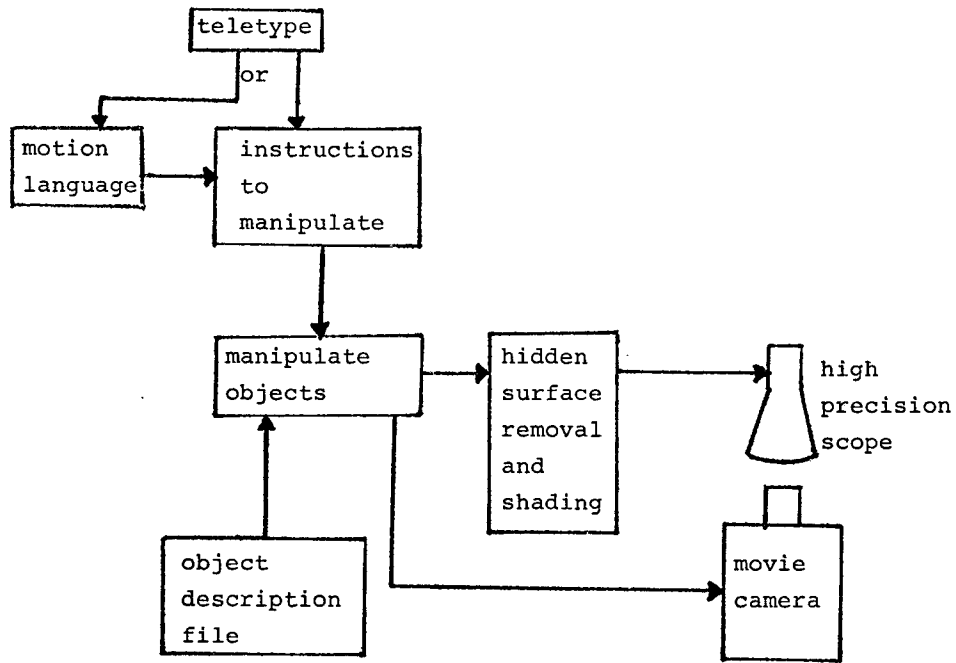 teletype
or
motion
language
instructions
to
manipulate
manipulate
objects
hidden
surface
removal
and
shading
high
precision
scope
object
description
file
movie
camera